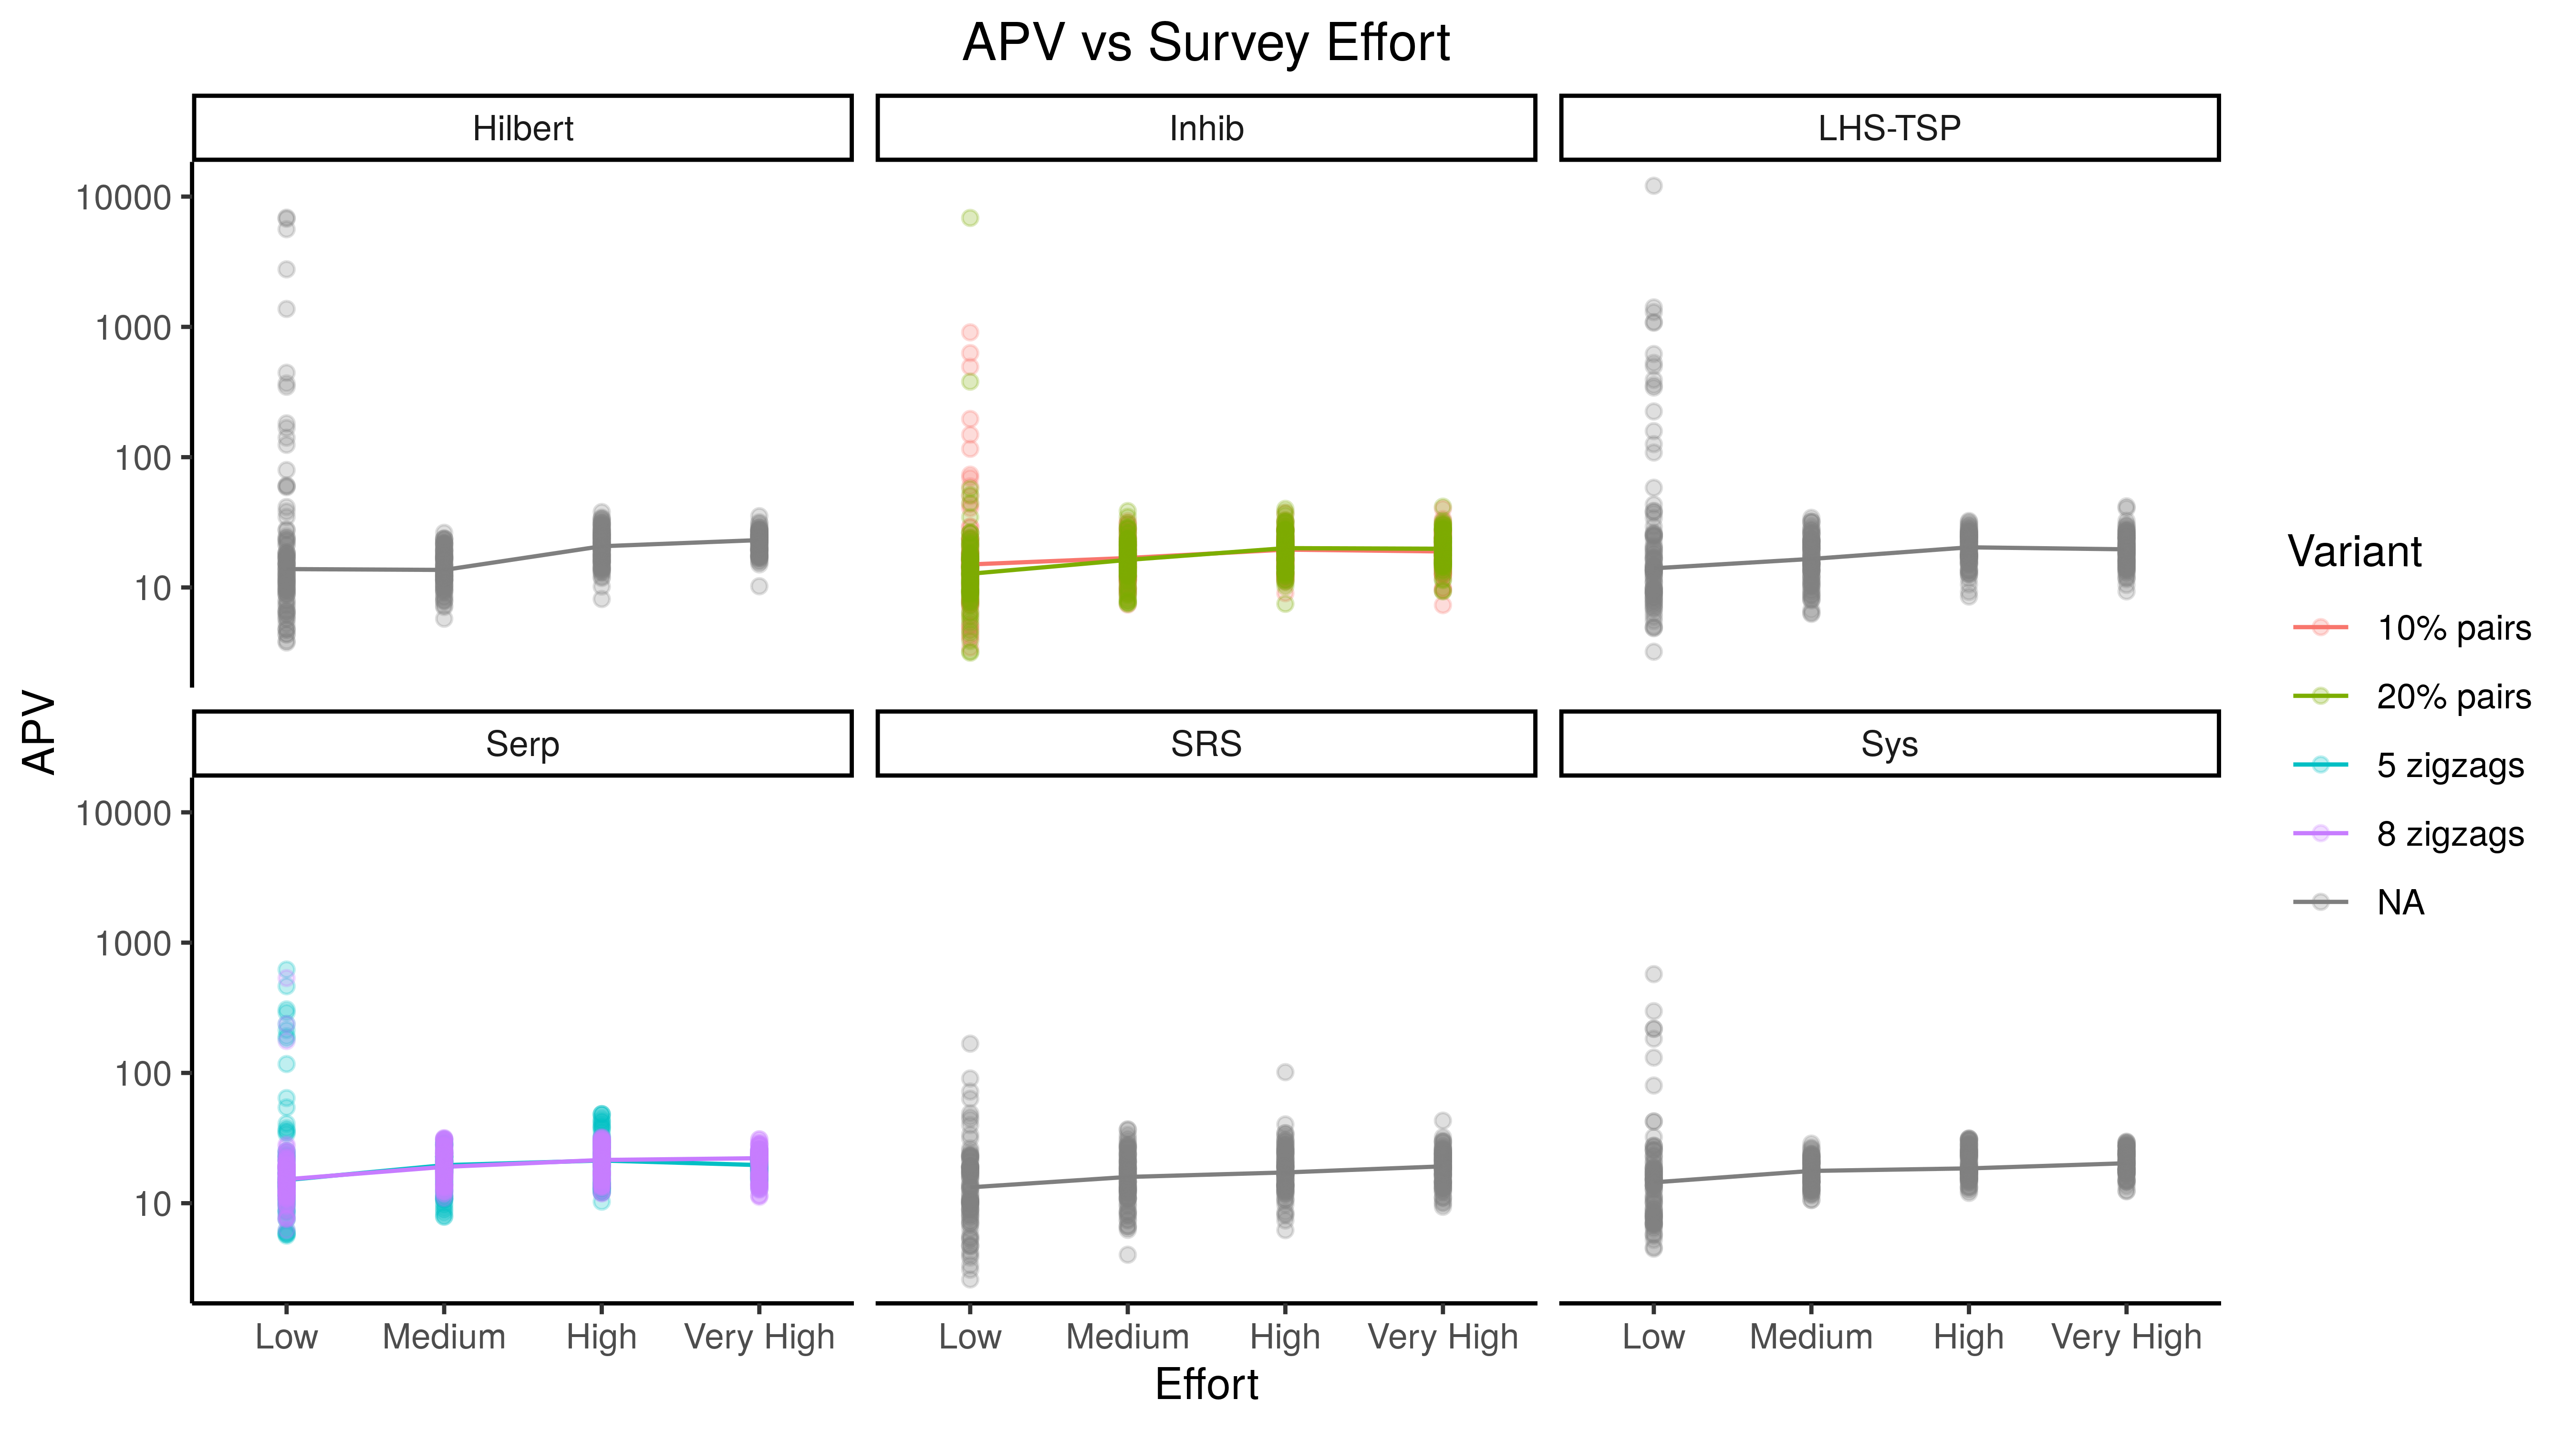 APV vs Survey Effort
Hilbert
Inhib
LHS-TSP
10000
1000
100
10
Serp
SRS
Sys
10000
1000
100
10
Low Medium High Very High
Low Medium High Very High
Low Medium High Very High
Effort
APV
Variant
10% pairs
20% pairs
5 zigzags
8 zigzags
NA